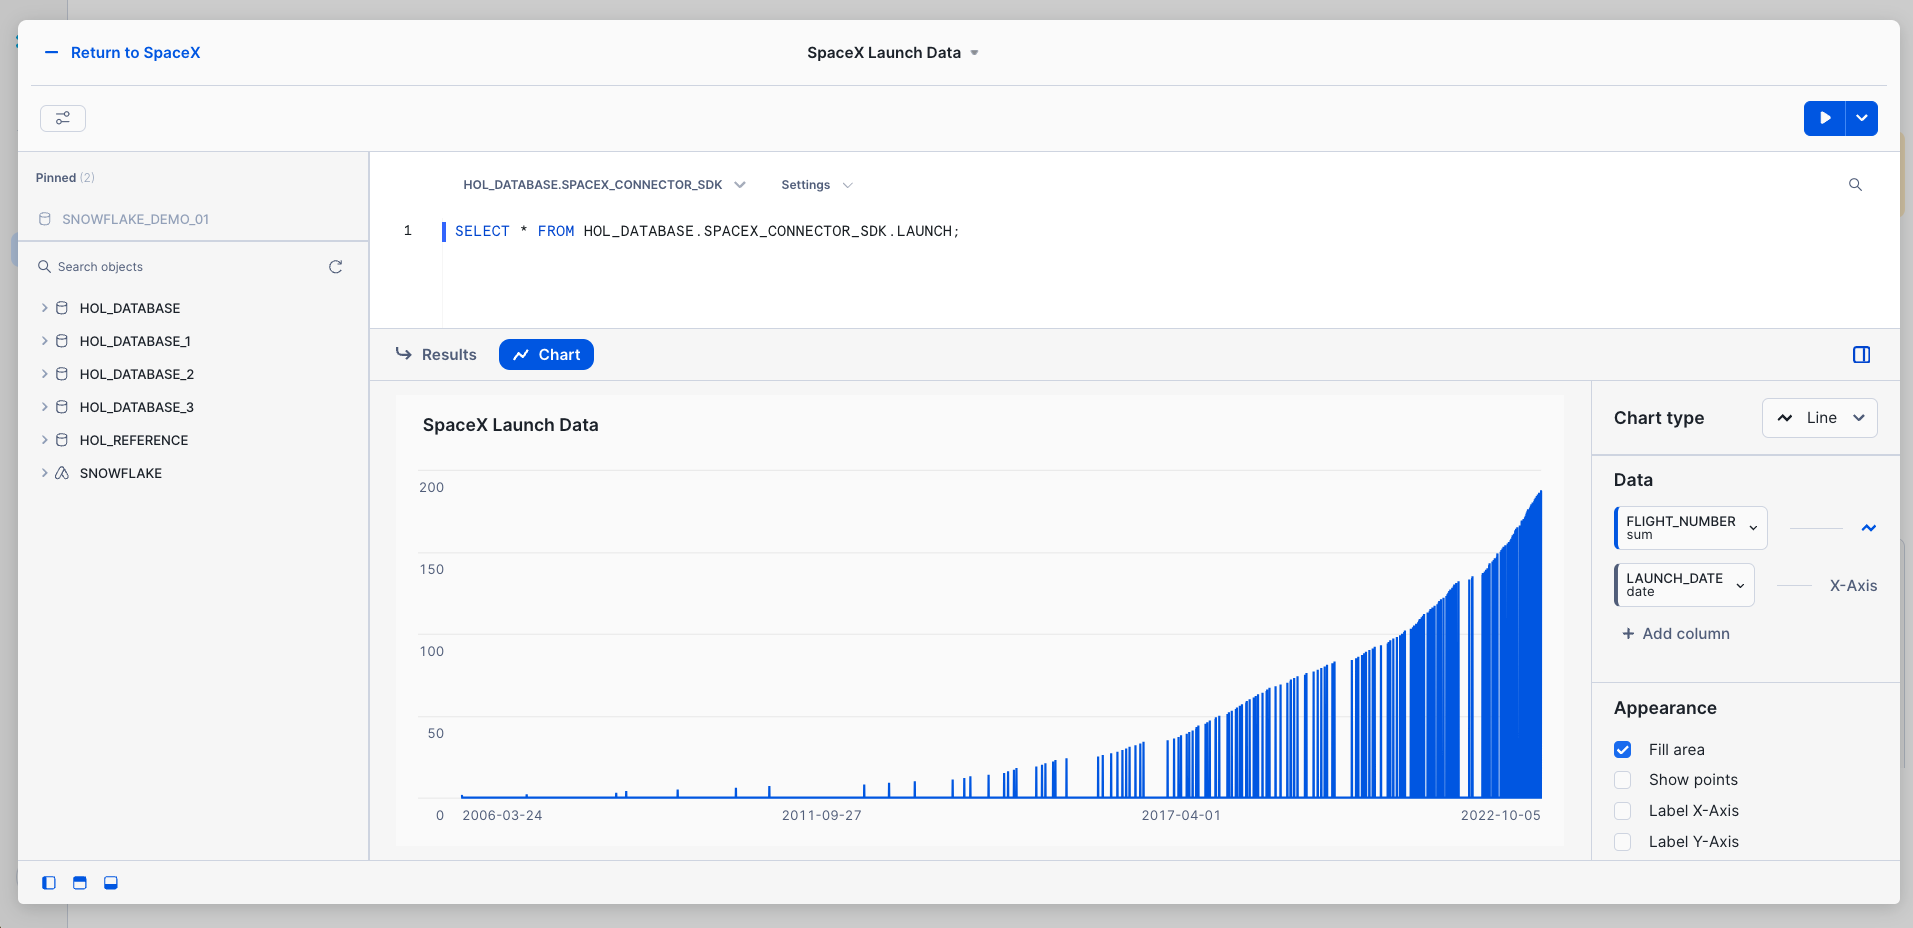 Return to SpaceX
SpaceX Launch Data
Pinned (2)
SNOWFLAKE_DEMO_01
Search objects
HOL_DATABASE
HOL_DATABASE_1
HOL_DATABASE_2
HOL_DATABASE_3
HOL_REFERENCE
SNOWFLAKE
HOL_DATABASE.SPACEX_CONNECTOR_SDK
Settings
1 SELECT * FROM HOL_DATABASE.SPACEX_CONNECTOR_SDK.LAUNCH;
Results
Chart
SpaceX Launch Data
200
150
100
50
0
2006-03-24 2011-09-27 2017-04-01 2022-10-05
Chart type
Line
Data
FLIGHT_NUMBER
sum
LAUNCH_DATE
date
X-Axis
+ Add column
Appearance
Fill area
Show points
Label X-Axis
Label Y-Axis